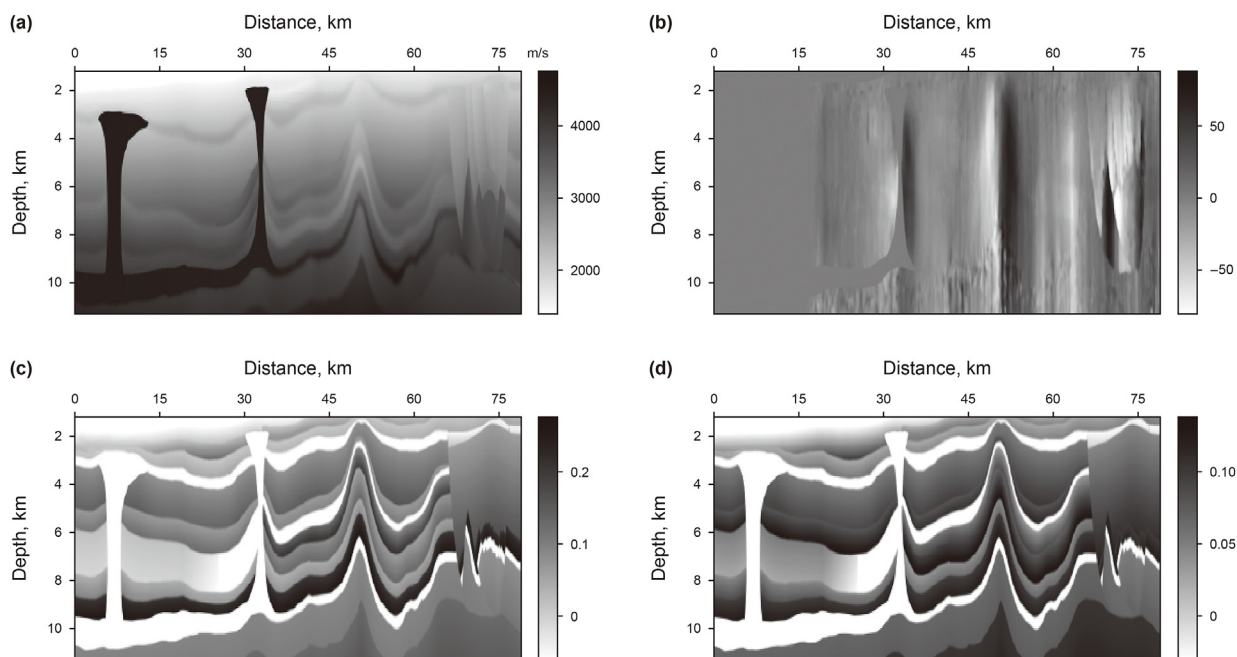 (a)
Distance, km
0 15 30 45 60 75 m/s
2
4
6
8
10
Depth, km
4000
3000
2000
(b)
Distance, km
0 15 30 45 60 75
2
4
6
8
10
Depth, km
50
0
−50
(c)
Distance, km
0 15 30 45 60 75
2
4
6
8
10
Depth, km
0.2
0.1
0
(d)
Distance, km
0 15 30 45 60 75
2
4
6
8
10
Depth, km
0.10
0.05
0